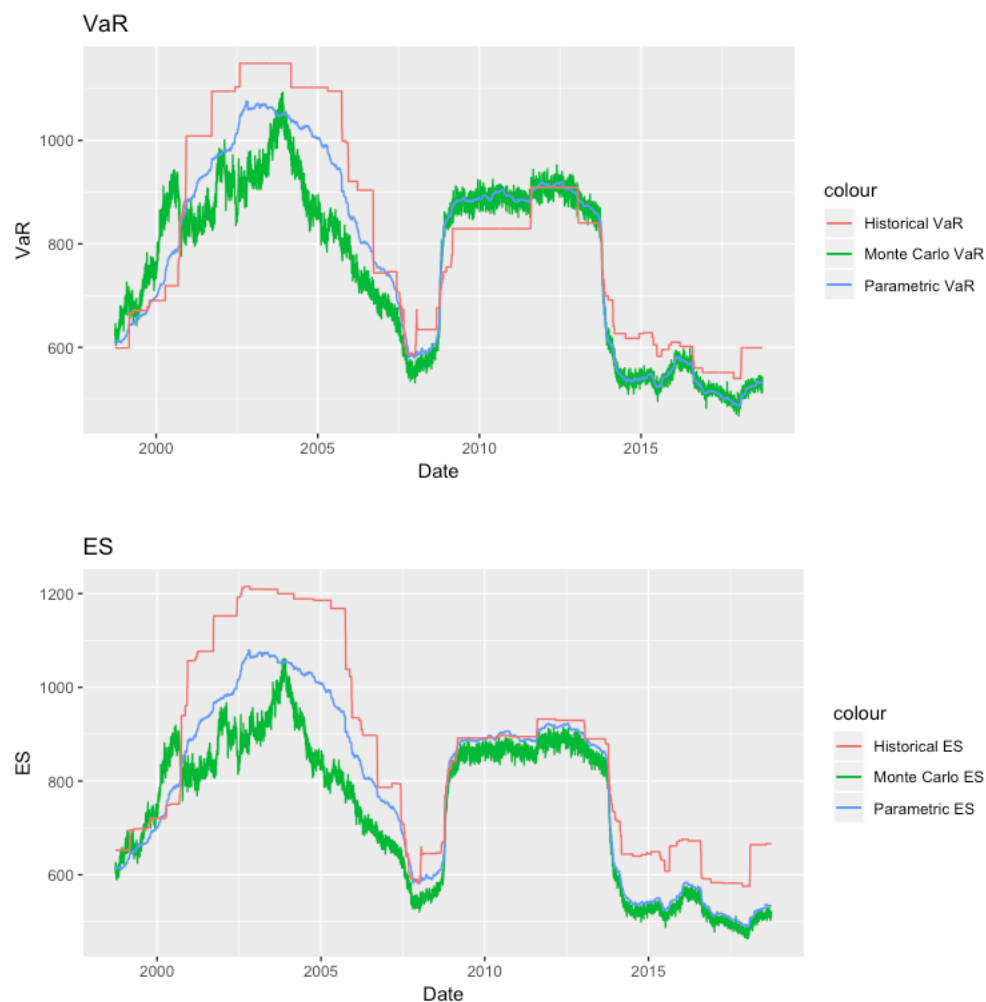 VaR
1000
800
600
VaR
2000
2005
2010
2015
Date
colour
Historical VaR
Monte Carlo VaR
Parametric VaR
ES
1200
1000
800
600
ES
2000
2005
2010
2015
Date
colour
Historical ES
Monte Carlo ES
Parametric ES